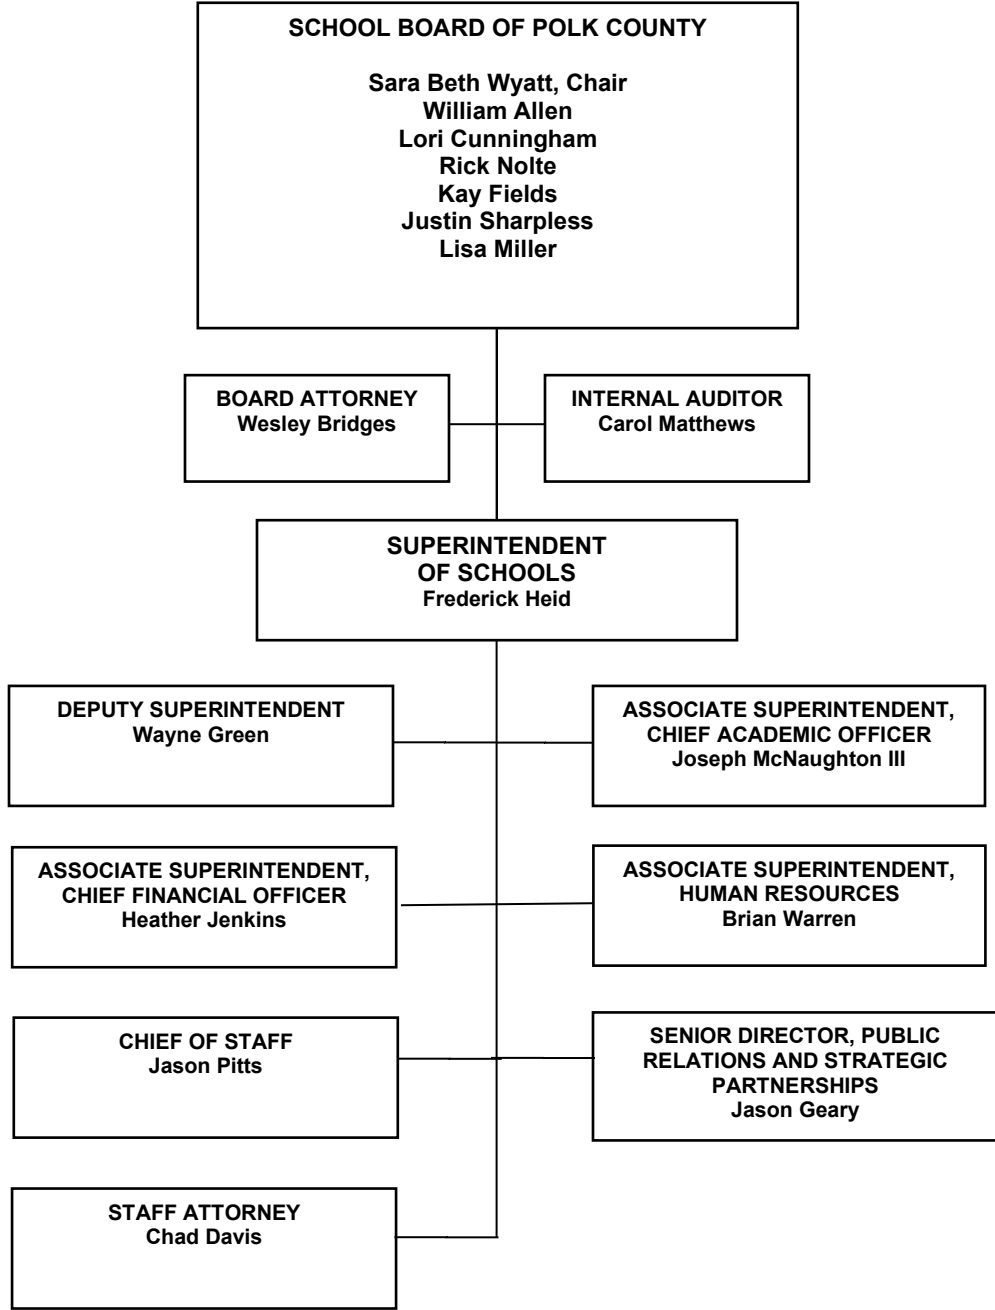 SCHOOL BOARD OF POLK COUNTY
Sara Beth Wyatt, Chair
William Allen
Lori Cunningham
Rick Nolte
Kay Fields
Justin Sharpless
Lisa Miller
BOARD ATTORNEY
Wesley Bridges
INTERNAL AUDITOR
Carol Matthews
SUPERINTENDENT
OF SCHOOLS
Frederick Heid
DEPUTY SUPERINTENDENT
Wayne Green
ASSOCIATE SUPERINTENDENT,
CHIEF ACADEMIC OFFICER
Joseph McNaughton III
ASSOCIATE SUPERINTENDENT,
CHIEF FINANCIAL OFFICER
Heather Jenkins
ASSOCIATE SUPERINTENDENT,
HUMAN RESOURCES
Brian Warren
CHIEF OF STAFF
Jason Pitts
SENIOR DIRECTOR, PUBLIC
RELATIONS AND STRATEGIC
PARTNERSHIPS
Jason Geary
STAFF ATTORNEY
Chad Davis